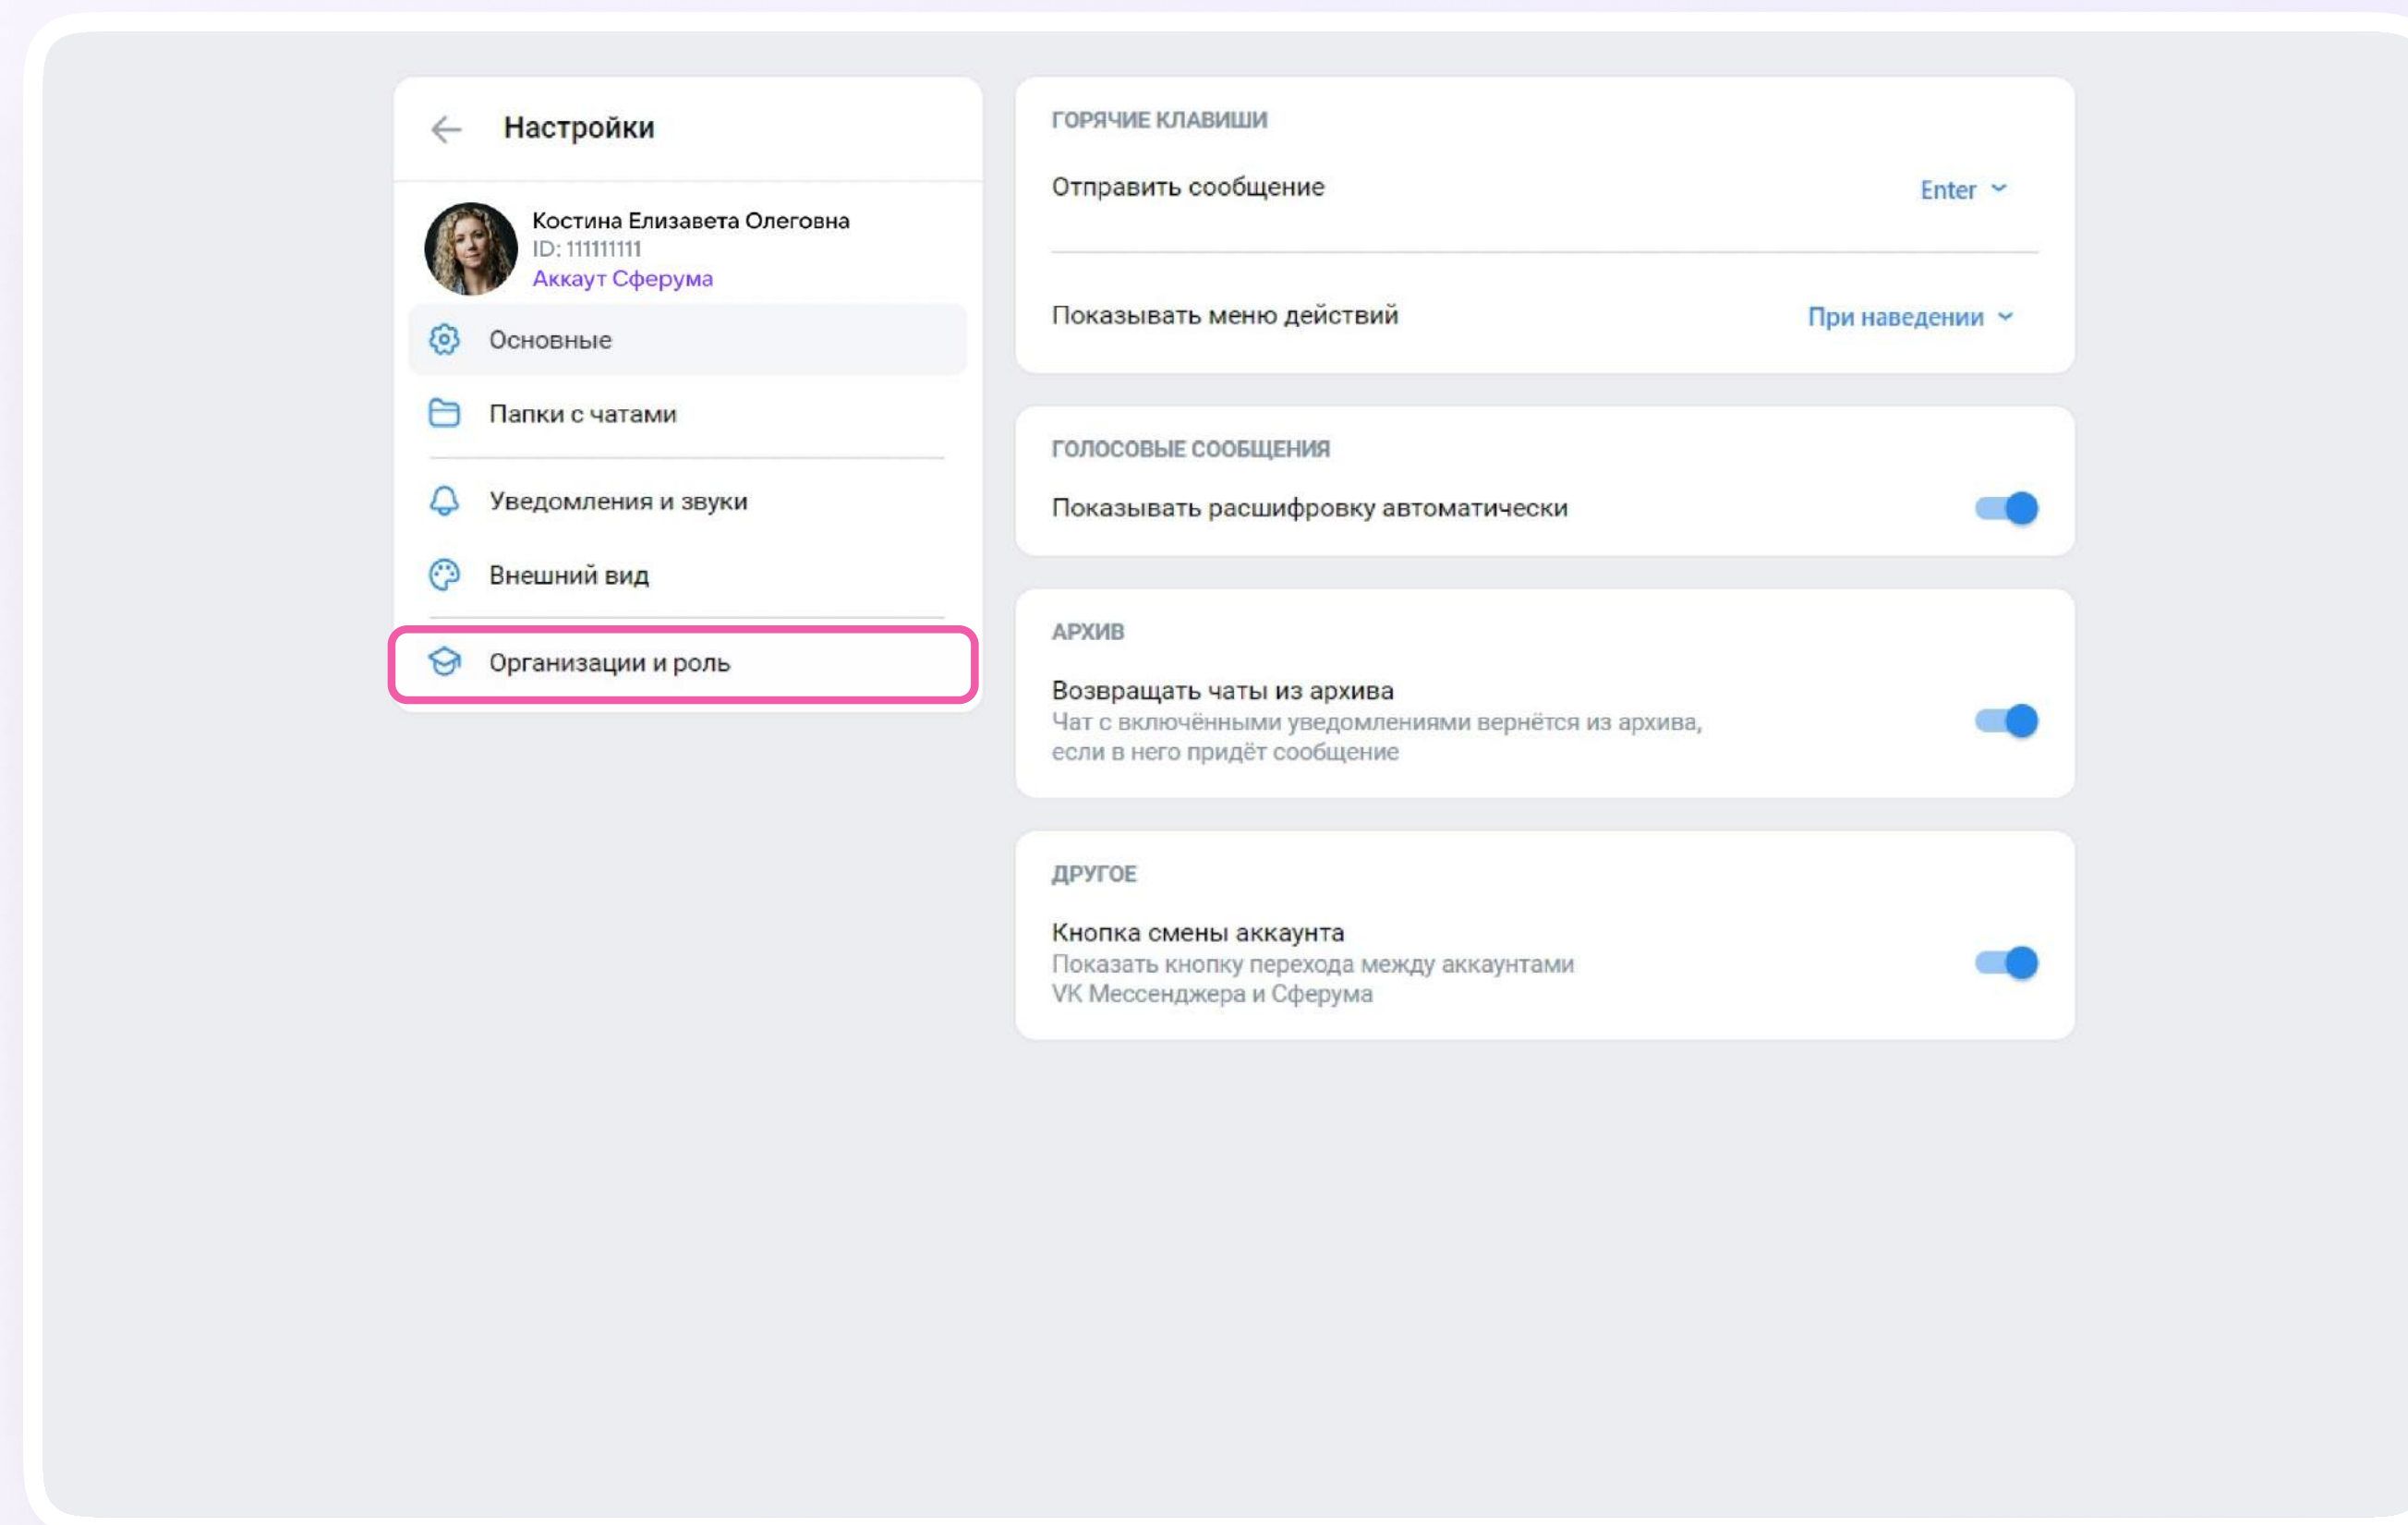 Настройки
Костина Елизавета Олеговна
ID: 111111111
Аккаут Сферума
Основные
Папки с чатами
Уведомления и звуки
Внешний вид
Организации и роль
ГОРЯЧИЕ КЛАВИШИ
Отправить сообщение
Enter
Показывать меню действий
При наведении
ГОЛОСОВЫЕ СООБЩЕНИЯ
Показывать расшифровку автоматически
АРХИВ
Возвращать чаты из архива
Чат с включёнными уведомлениями вернётся из архива,
если в него придёт сообщение
ДРУГОЕ
Кнопка смены аккаунта
Показать кнопку перехода между аккаунтами
VK Мессенджера и Сферума